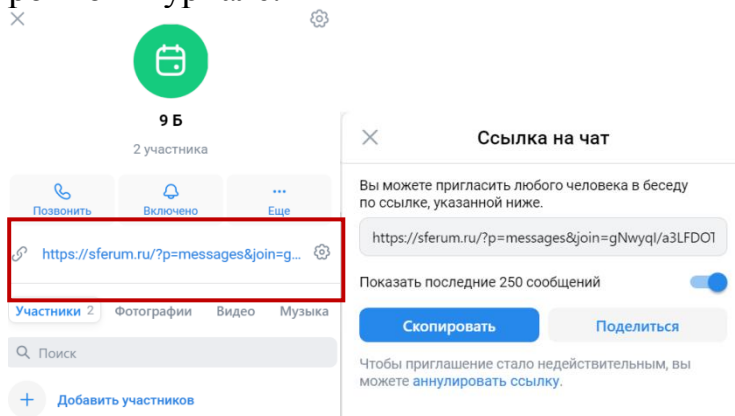 9 Б
2 участника
Позвонить
Включено
Еще
https://sferum.ru/?p=messages&join=g...
Участники 2
Фотографии
Видео
Музыка
Поиск
Добавить участников
Ссылка на чат
Вы можете пригласить любого человека в беседу
по ссылке, указанной ниже.
https://sferum.ru/?p=messages&join=gNwyqI/a3LFDO1
Показать последние 250 сообщений
Скопировать
Поделиться
Чтобы приглашение стало недействительным, вы
можете аннулировать ссылку.